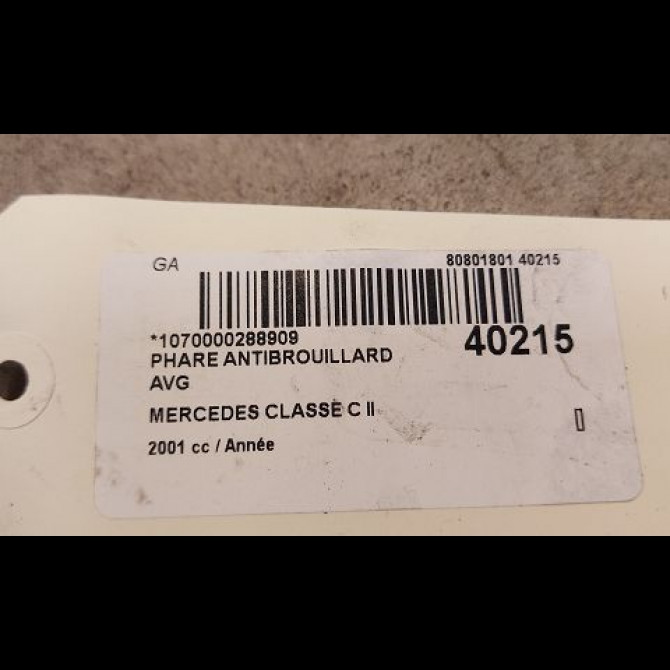 GA 80801801 40215
*1070000288909 40215
PHARE ANTIBROUILLARD
AVG
MERCEDES CLASSE C II
2001 cc / Année